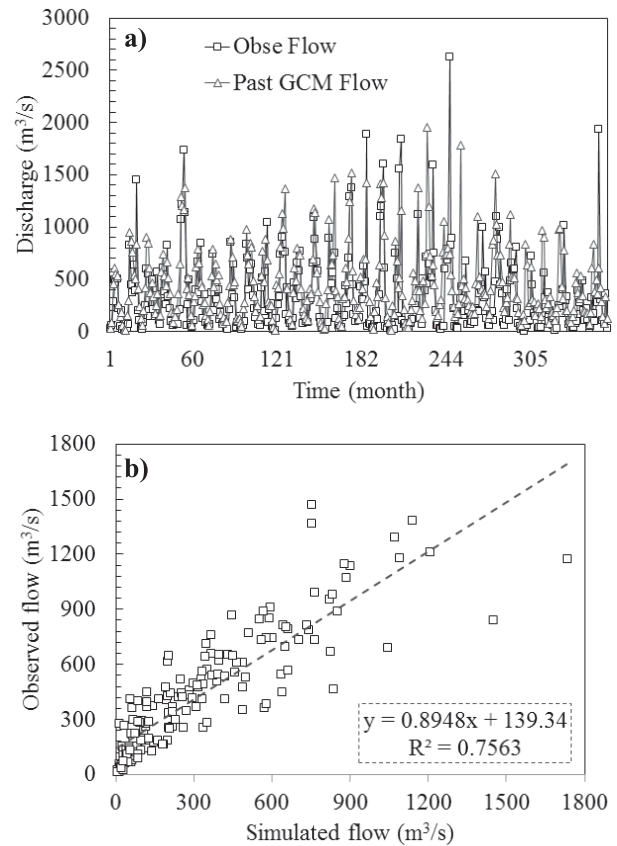 a)
Obse Flow
Past GCM Flow
Discharge (m³/s)
3000
2500
2000
1500
1000
500
0
1 60 121 182 244 305
Time (month)
b)
Observed flow (m³/s)
1800
1500
1200
900
600
300
0
y = 0.8948x + 139.34
R² = 0.7563
0 300 600 900 1200 1500 1800
Simulated flow (m³/s)